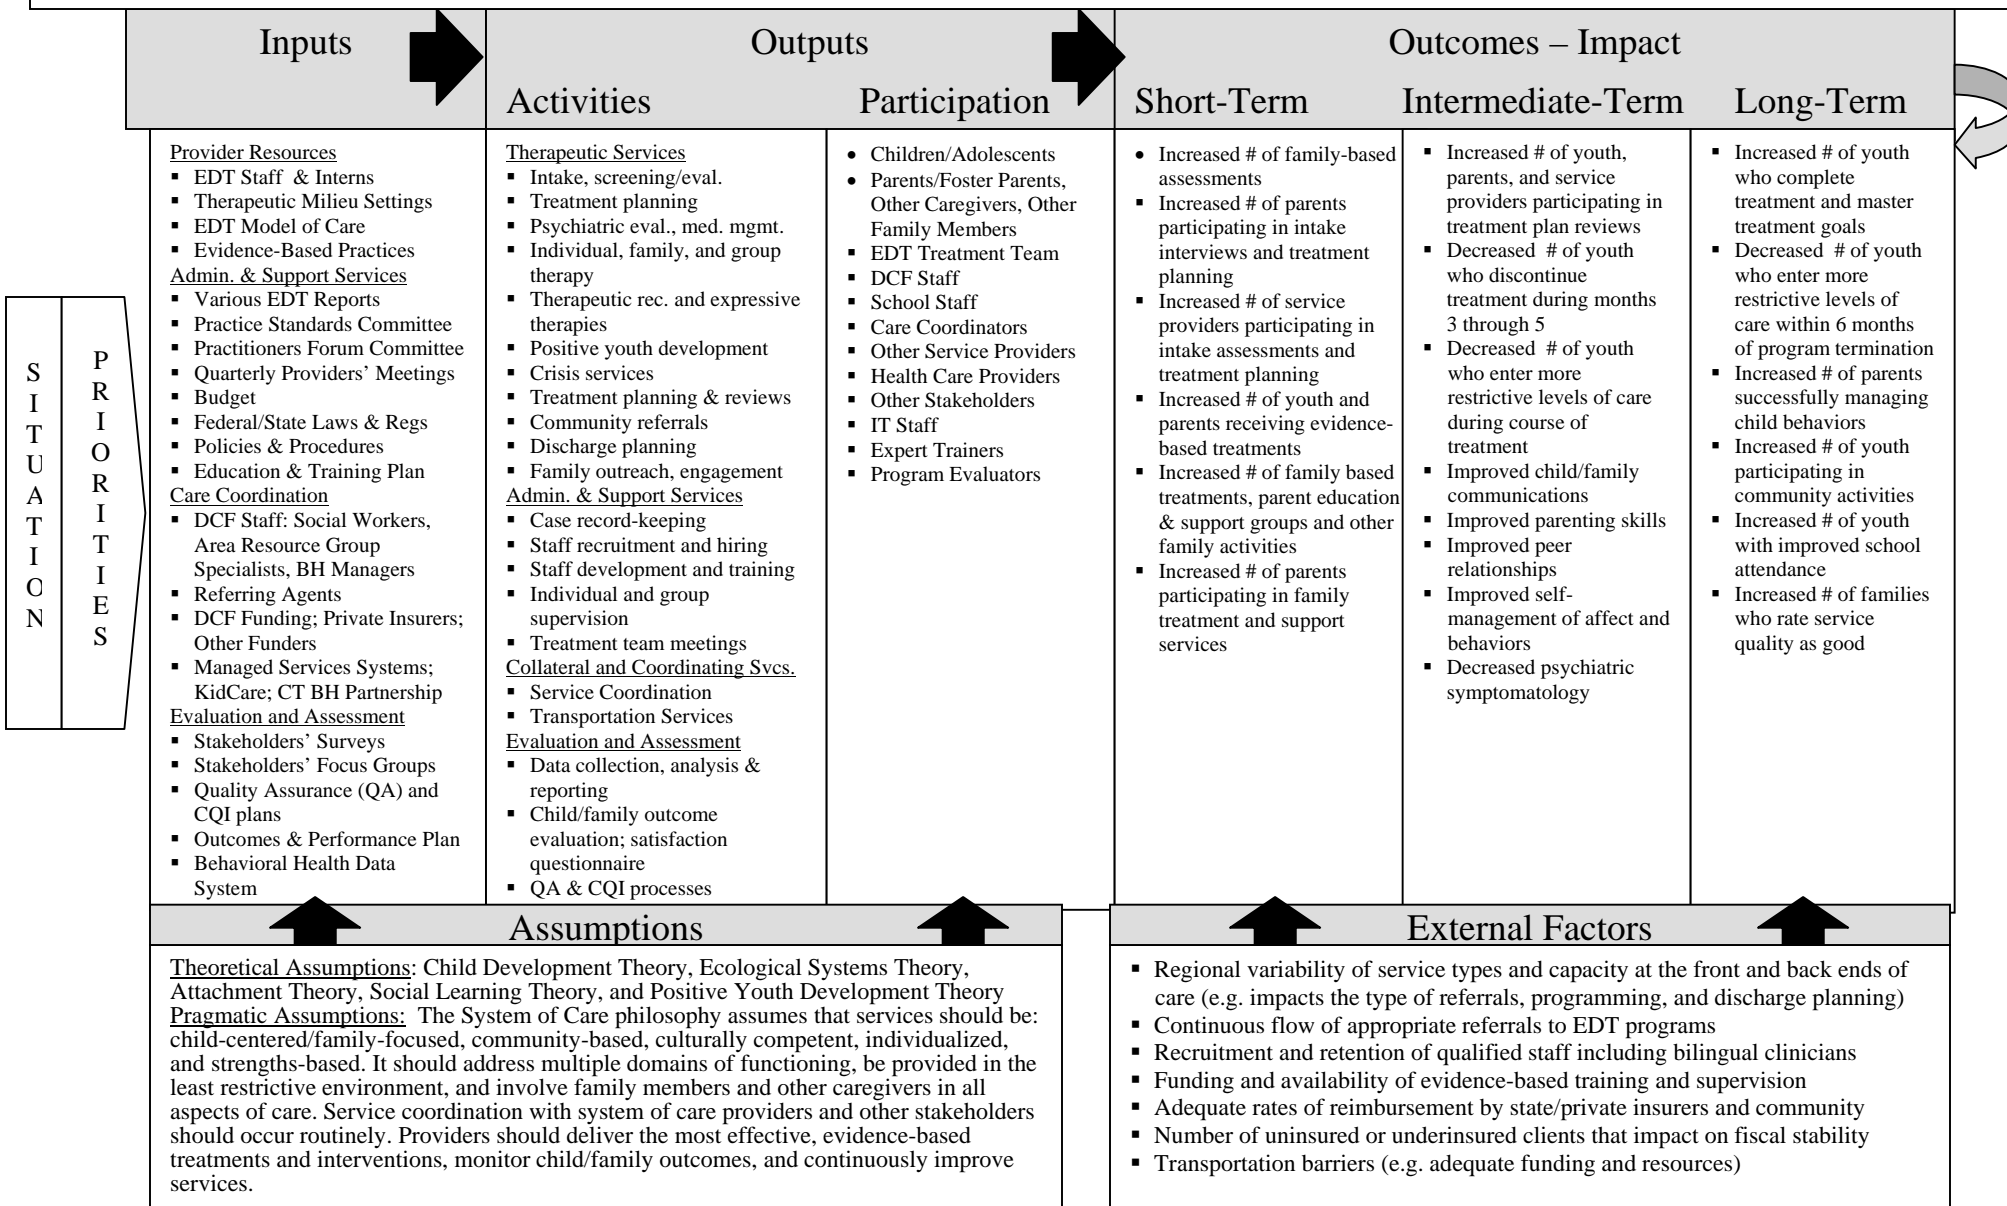 Inputs
Outputs
Outcomes – Impact
Activities
Participation
Short-Term
Intermediate-Term
Long-Term
SITUATION
PRIORITIES
Provider Resources
▪ EDT Staff & Interns
▪ Therapeutic Milieu Settings
▪ EDT Model of Care
▪ Evidence-Based Practices
Admin. & Support Services
▪ Various EDT Reports
▪ Practice Standards Committee
▪ Practitioners Forum Committee
▪ Quarterly Providers’ Meetings
▪ Budget
▪ Federal/State Laws & Regs
▪ Policies & Procedures
▪ Education & Training Plan
Care Coordination
▪ DCF Staff: Social Workers,
Area Resource Group
Specialists, BH Managers
▪ Referring Agents
▪ DCF Funding; Private Insurers;
Other Funders
▪ Managed Services Systems;
KidCare; CT BH Partnership
Evaluation and Assessment
▪ Stakeholders’ Surveys
▪ Stakeholders’ Focus Groups
▪ Quality Assurance (QA) and
CQI plans
▪ Outcomes & Performance Plan
▪ Behavioral Health Data
System
Therapeutic Services
▪ Intake, screening/eval.
▪ Treatment planning
▪ Psychiatric eval., med. mgmt.
▪ Individual, family, and group
therapy
▪ Therapeutic rec. and expressive
therapies
▪ Positive youth development
▪ Crisis services
▪ Treatment planning & reviews
▪ Community referrals
▪ Discharge planning
▪ Family outreach, engagement
Admin. & Support Services
▪ Case record-keeping
▪ Staff recruitment and hiring
▪ Staff development and training
▪ Individual and group
supervision
▪ Treatment team meetings
Collateral and Coordinating Svcs.
▪ Service Coordination
▪ Transportation Services
Evaluation and Assessment
▪ Data collection, analysis &
reporting
▪ Child/family outcome
evaluation; satisfaction
questionnaire
▪ QA & CQI processes
• Children/Adolescents
• Parents/Foster Parents,
Other Caregivers, Other
Family Members
▪ EDT Treatment Team
▪ DCF Staff
▪ School Staff
▪ Care Coordinators
▪ Other Service Providers
▪ Health Care Providers
▪ Other Stakeholders
▪ IT Staff
▪ Expert Trainers
▪ Program Evaluators
• Increased # of family-based
assessments
▪ Increased # of parents
participating in intake
interviews and treatment
planning
▪ Increased # of service
providers participating in
intake assessments and
treatment planning
▪ Increased # of youth and
parents receiving evidence-
based treatments
▪ Increased # of family based
treatments, parent education
& support groups and other
family activities
▪ Increased # of parents
participating in family
treatment and support
services
▪ Increased # of youth,
parents, and service
providers participating in
treatment plan reviews
▪ Decreased # of youth
who discontinue
treatment during months
3 through 5
▪ Decreased # of youth
who enter more
restrictive levels of care
during course of
treatment
▪ Improved child/family
communications
▪ Improved parenting skills
▪ Improved peer
relationships
▪ Improved self-
management of affect and
behaviors
▪ Decreased psychiatric
symptomatology
▪ Increased # of youth
who complete
treatment and master
treatment goals
▪ Decreased # of youth
who enter more
restrictive levels of
care within 6 months
of program termination
▪ Increased # of parents
successfully managing
child behaviors
▪ Increased # of youth
participating in
community activities
▪ Increased # of youth
with improved school
attendance
▪ Increased # of families
who rate service
quality as good
Assumptions
Theoretical Assumptions: Child Development Theory, Ecological Systems Theory,
Attachment Theory, Social Learning Theory, and Positive Youth Development Theory
Pragmatic Assumptions: The System of Care philosophy assumes that services should be:
child-centered/family-focused, community-based, culturally competent, individualized,
and strengths-based. It should address multiple domains of functioning, be provided in the
least restrictive environment, and involve family members and other caregivers in all
aspects of care. Service coordination with system of care providers and other stakeholders
should occur routinely. Providers should deliver the most effective, evidence-based
treatments and interventions, monitor child/family outcomes, and continuously improve
services.
External Factors
▪ Regional variability of service types and capacity at the front and back ends of
care (e.g. impacts the type of referrals, programming, and discharge planning)
▪ Continuous flow of appropriate referrals to EDT programs
▪ Recruitment and retention of qualified staff including bilingual clinicians
▪ Funding and availability of evidence-based training and supervision
▪ Adequate rates of reimbursement by state/private insurers and community
▪ Number of uninsured or underinsured clients that impact on fiscal stability
▪ Transportation barriers (e.g. adequate funding and resources)